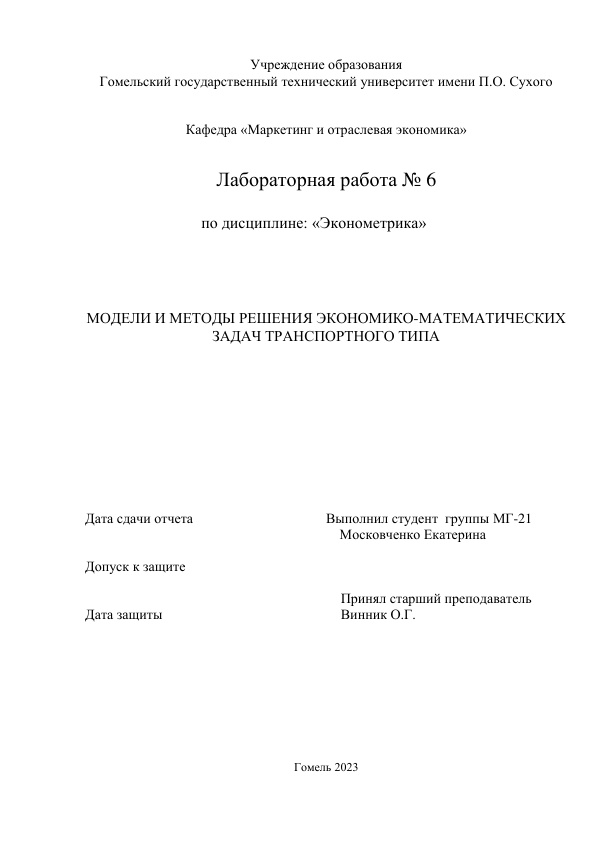 Учреждение образования
Гомельский государственный технический университет имени П.О. Сухого
Кафедра «Маркетинг и отраслевая экономика»
Лабораторная работа № 6
по дисциплине: «Эконометрика»
МОДЕЛИ И МЕТОДЫ РЕШЕНИЯ ЭКОНОМИКО-МАТЕМАТИЧЕСКИХ
ЗАДАЧ ТРАНСПОРТНОГО ТИПА
Дата сдачи отчета Выполнил студент группы МГ-21
Московченко Екатерина
Допуск к защите
Принял старший преподаватель
Дата защиты Винник О.Г.
Гомель 2023